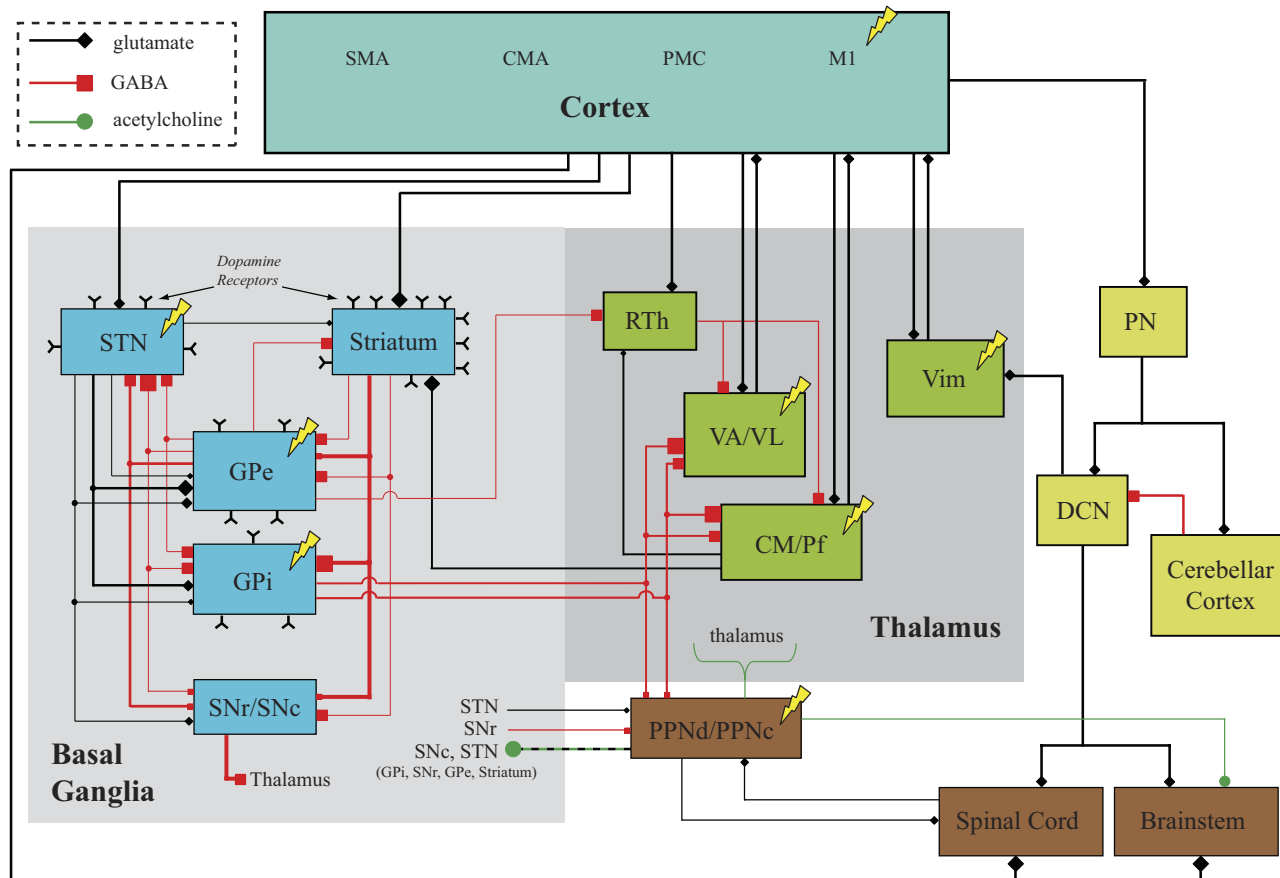 glutamate
GABA
acetylcholine
SMA
CMA
PMC
M1
Cortex
Dopamine
Receptors
STN
Striatum
RTh
PN
Vim
VA/VL
GPe
DCN
CM/Pf
GPi
Cerebellar
Cortex
Thalamus
thalamus
SNr/SNc
STN
SNr
SNc, STN
(GPi, SNr, GPe, Striatum)
PPNd/PPNc
Basal
Ganglia
Thalamus
Spinal Cord
Brainstem